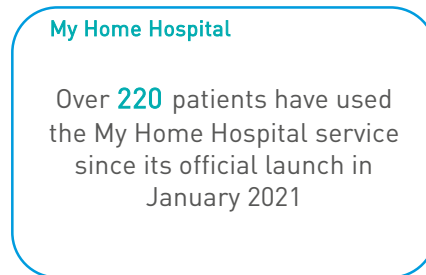 My Home Hospital
Over 220 patients have used
the My Home Hospital service
since its official launch in
January 2021